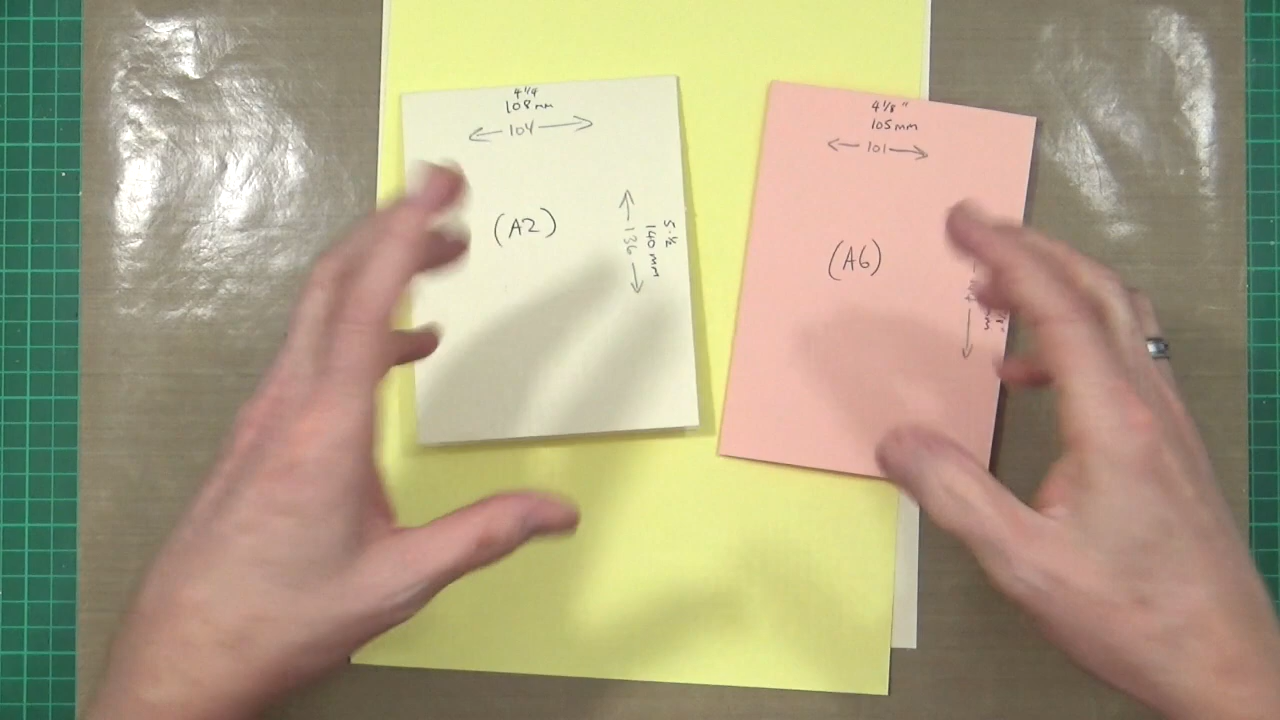 4 1/4
108 mm
← 104 →
(A2)
5 1/2
140 mm
← 136 →
4 1/8"
105 mm
← 101 →
(A6)